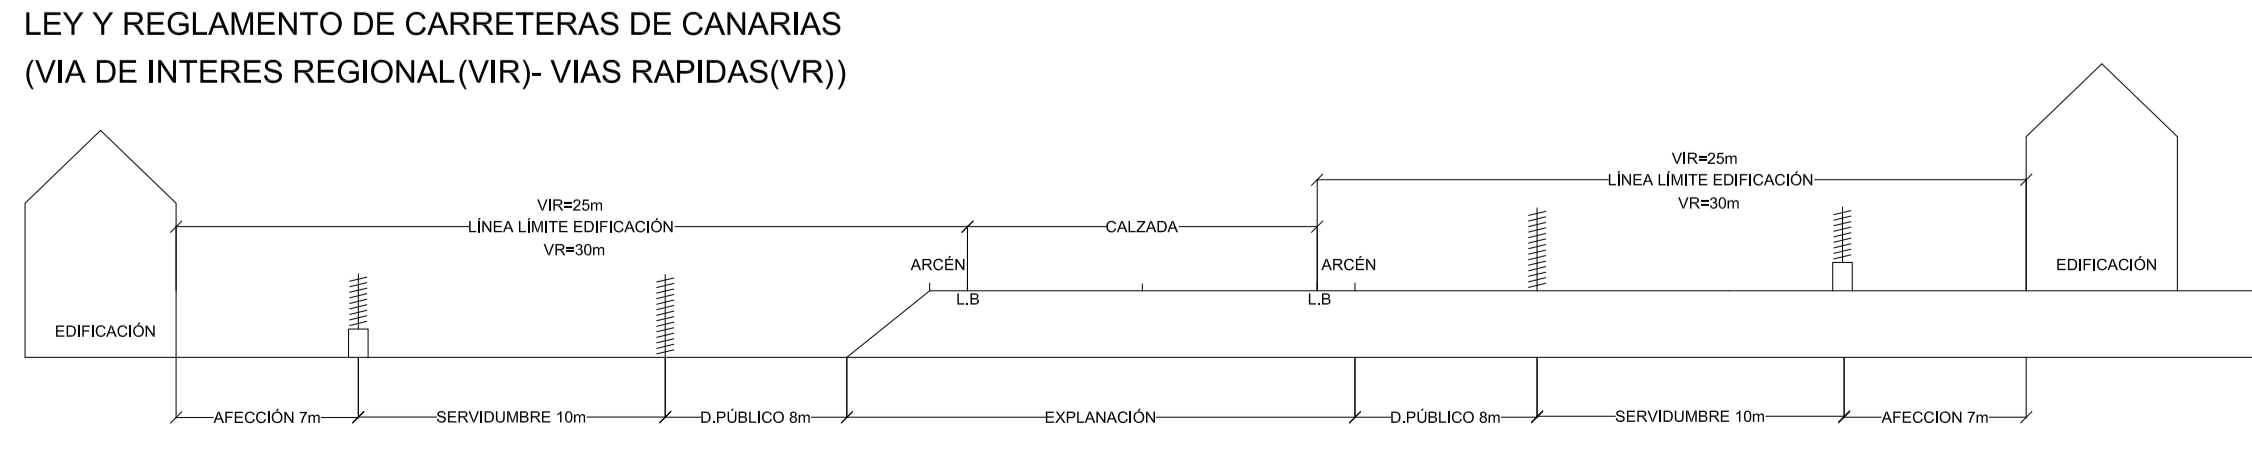 LEY Y REGLAMENTO DE CARRETERAS DE CANARIAS
(VIA DE INTERES REGIONAL(VIR)- VIAS RAPIDAS(VR))
VIR=25m
LÍNEA LÍMITE EDIFICACIÓN
VR=30m
CALZADA
VIR=25m
LÍNEA LÍMITE EDIFICACIÓN
VR=30m
ARCÉN
ARCÉN
L.B
L.B
EDIFICACIÓN
EDIFICACIÓN
AFECCIÓN 7m
SERVIDUMBRE 10m
D.PÚBLICO 8m
EXPLANACIÓN
D.PÚBLICO 8m
SERVIDUMBRE 10m
AFECCION 7m